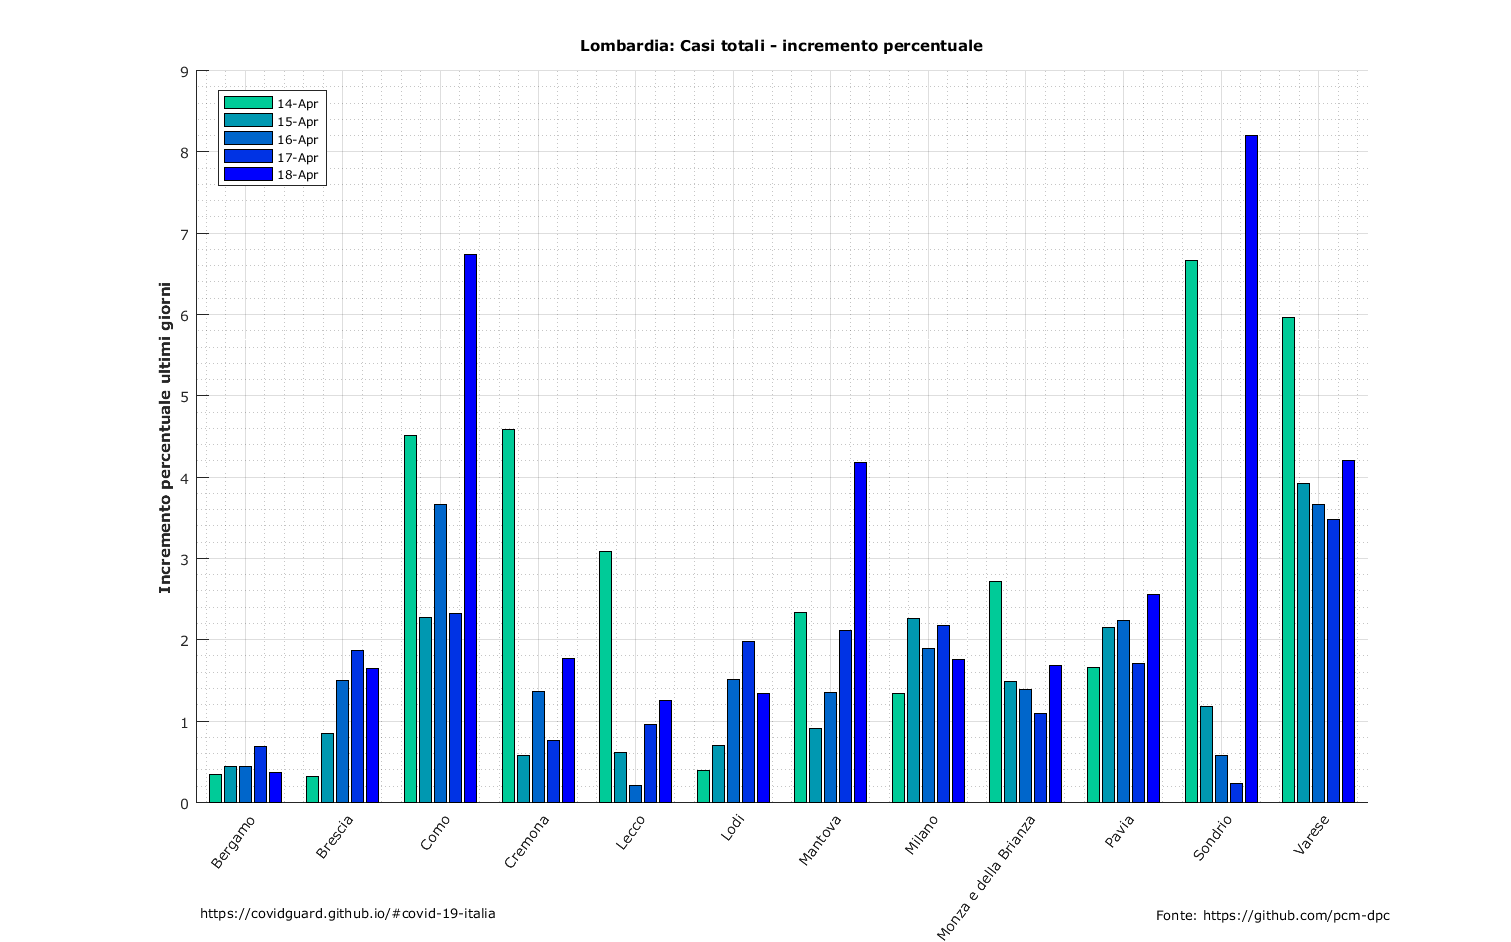 Lombardia: Casi totali - incremento percentuale
9
8
7
6
5
4
3
2
1
0
Incremento percentuale ultimi giorni
14-Apr
15-Apr
16-Apr
17-Apr
18-Apr
Bergamo
Brescia
Como
Cremona
Lecco
Lodi
Mantova
Milano
Monza e della Brianza
Pavia
Sondrio
Varese
https://covidguard.github.io/#covid-19-italia
Fonte: https://github.com/pcm-dpc